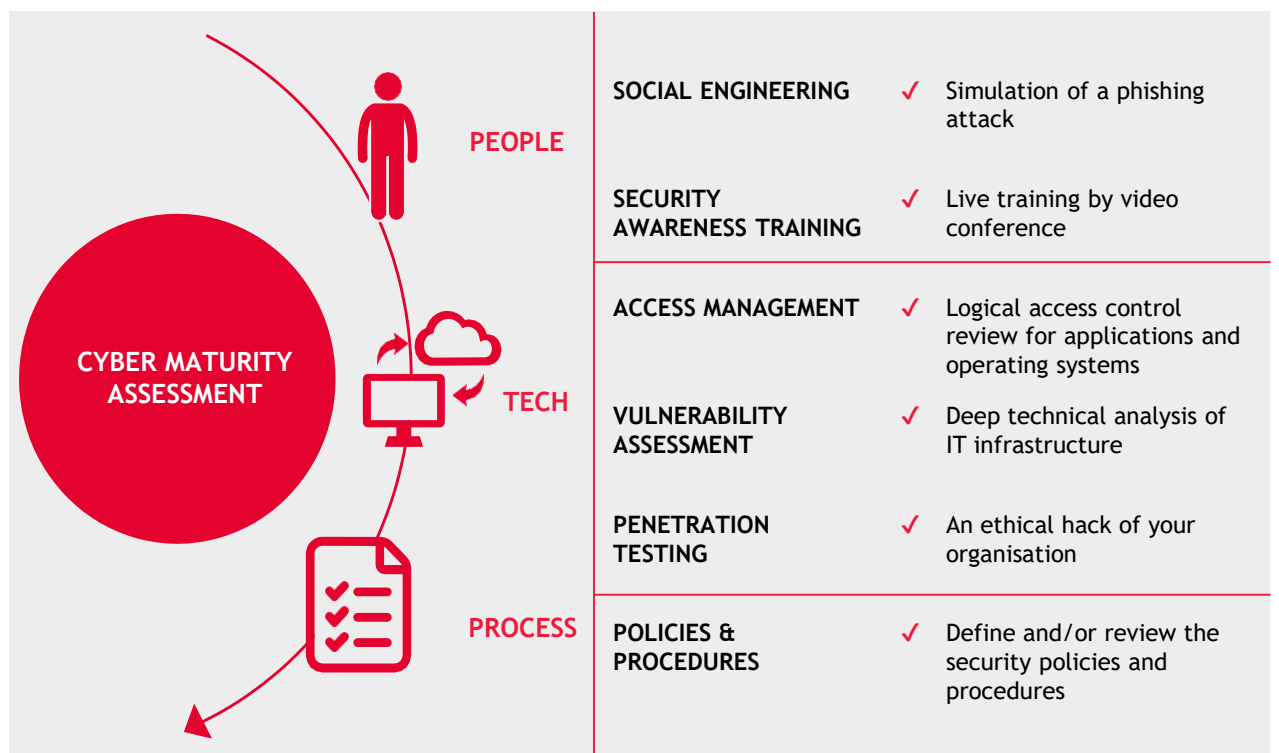 CYBER MATURITY
ASSESSMENT
PEOPLE
SOCIAL ENGINEERING
✓ Simulation of a phishing
attack
SECURITY
AWARENESS TRAINING
✓ Live training by video
conference
TECH
ACCESS MANAGEMENT
✓ Logical access control
review for applications and
operating systems
VULNERABILITY
ASSESSMENT
✓ Deep technical analysis of
IT infrastructure
PENETRATION
TESTING
✓ An ethical hack of your
organisation
PROCESS
POLICIES &
PROCEDURES
✓ Define and/or review the
security policies and
procedures